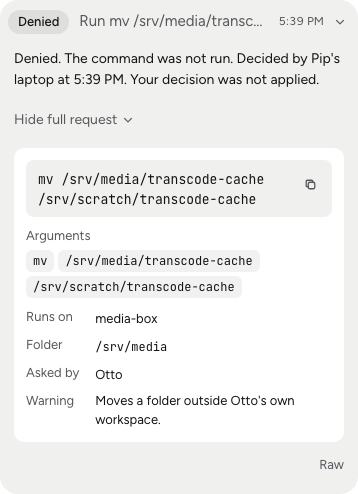 Denied Run mv /srv/media/transc... 5:39 PM
Denied. The command was not run. Decided by Pip's
laptop at 5:39 PM. Your decision was not applied.
Hide full request
mv /srv/media/transcode-cache
/srv/scratch/transcode-cache
Arguments
mv /srv/media/transcode-cache
/srv/scratch/transcode-cache
Runs on media-box
Folder /srv/media
Asked by Otto
Warning Moves a folder outside Otto's own
workspace.
Raw